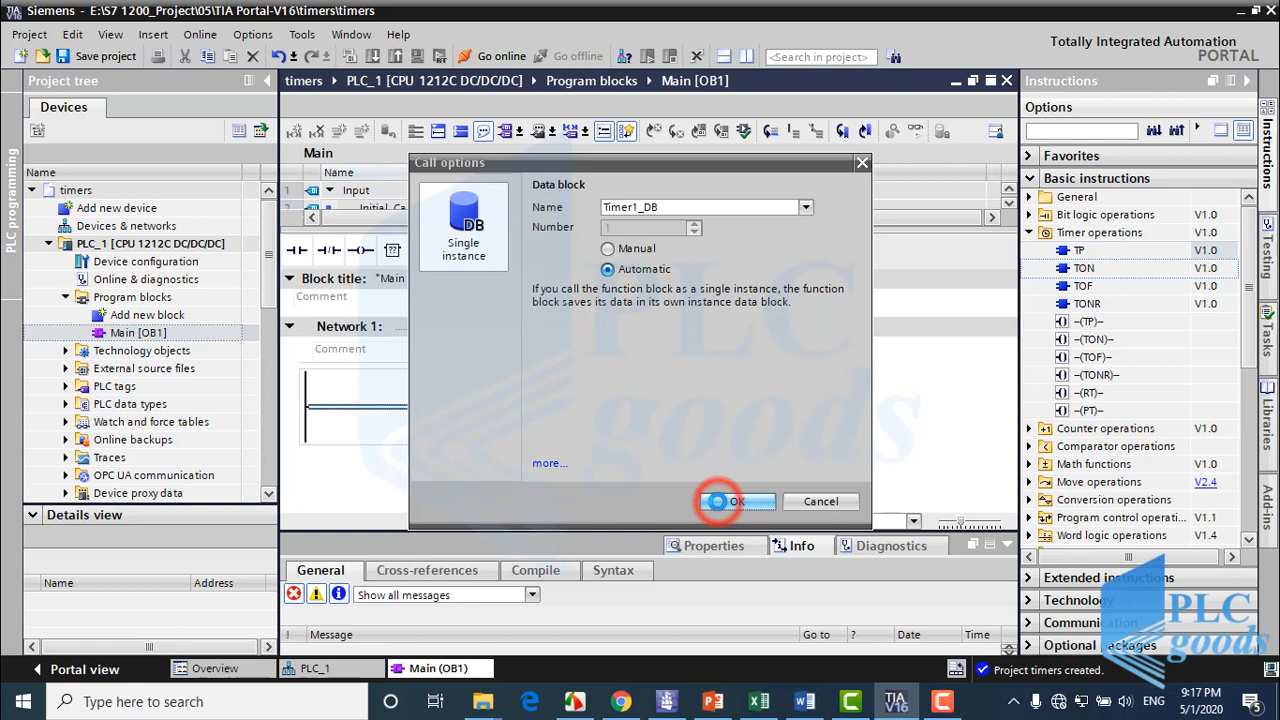 Siemens - E:\S7 1200_Project\05\TIA Portal-V16\timers\timers
Project Edit View Insert Online Options Tools Window Help
Totally Integrated Automation
PORTAL
Save project
Go online
Go offline
<Search in project>
Project tree
timers PLC_1 [CPU 1212C DC/DC/DC] Program blocks Main [OB1]
Instructions
Devices
Options
Name
timers
Add new device
Devices & networks
PLC_1 [CPU 1212C DC/DC/DC]
Device configuration
Online & diagnostics
Program blocks
Add new block
Main [OB1]
Technology objects
External source files
PLC tags
PLC data types
Watch and force tables
Online backups
Traces
OPC UA communication
Device proxy data
PLC programming
Details view
Name Address
Main
Name
1 Input
2
Block title: "Main
Comment
Network 1:
Comment
Call options
Single
instance
DB
Data block
Name Timer1_DB
Number 1
Manual
Automatic
If you call the function block as a single instance, the function
block saves its data in its own instance data block.
more...
OK Cancel
PLC
goods
Properties Info Diagnostics
General Cross-references Compile Syntax
Show all messages
! Message Go to ? Date Time
Favorites
Basic instructions
General V1.0
Bit logic operations V1.0
Timer operations V1.0
TP V1.0
TON V1.0
TOF V1.0
TONR V1.0
-(TP)-
-(TON)-
-(TOF)-
-(TONR)-
-(RT)-
-(PT)-
Counter operations V1.0
Comparator operations
Math functions V1.0
Move operations V2.4
Conversion operations
Program control operati... V1.1
Word logic operations V1.4
Extended instructions
Technology
Communication
Optional packages
Instructions
Testing
Tasks
Libraries
Add-ins
PLC
goods
Portal view Overview PLC_1 Main (OB1)
Project timers created.
Type here to search
TIA
V16
ENG
9:17 PM
5/1/2020
5